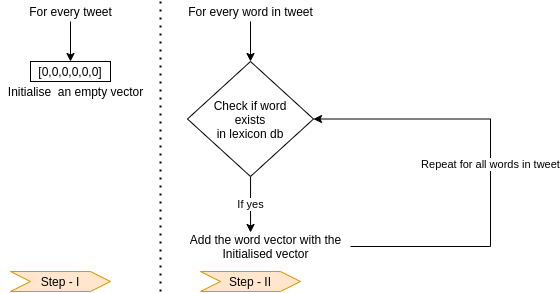 For every tweet
[0,0,0,0,0,0]
Initialise an empty vector
Step - I
For every word in tweet
Check if word
exists
in lexicon db
If yes
Add the word vector with the
Initialised vector
Repeat for all words in tweet
Step - II